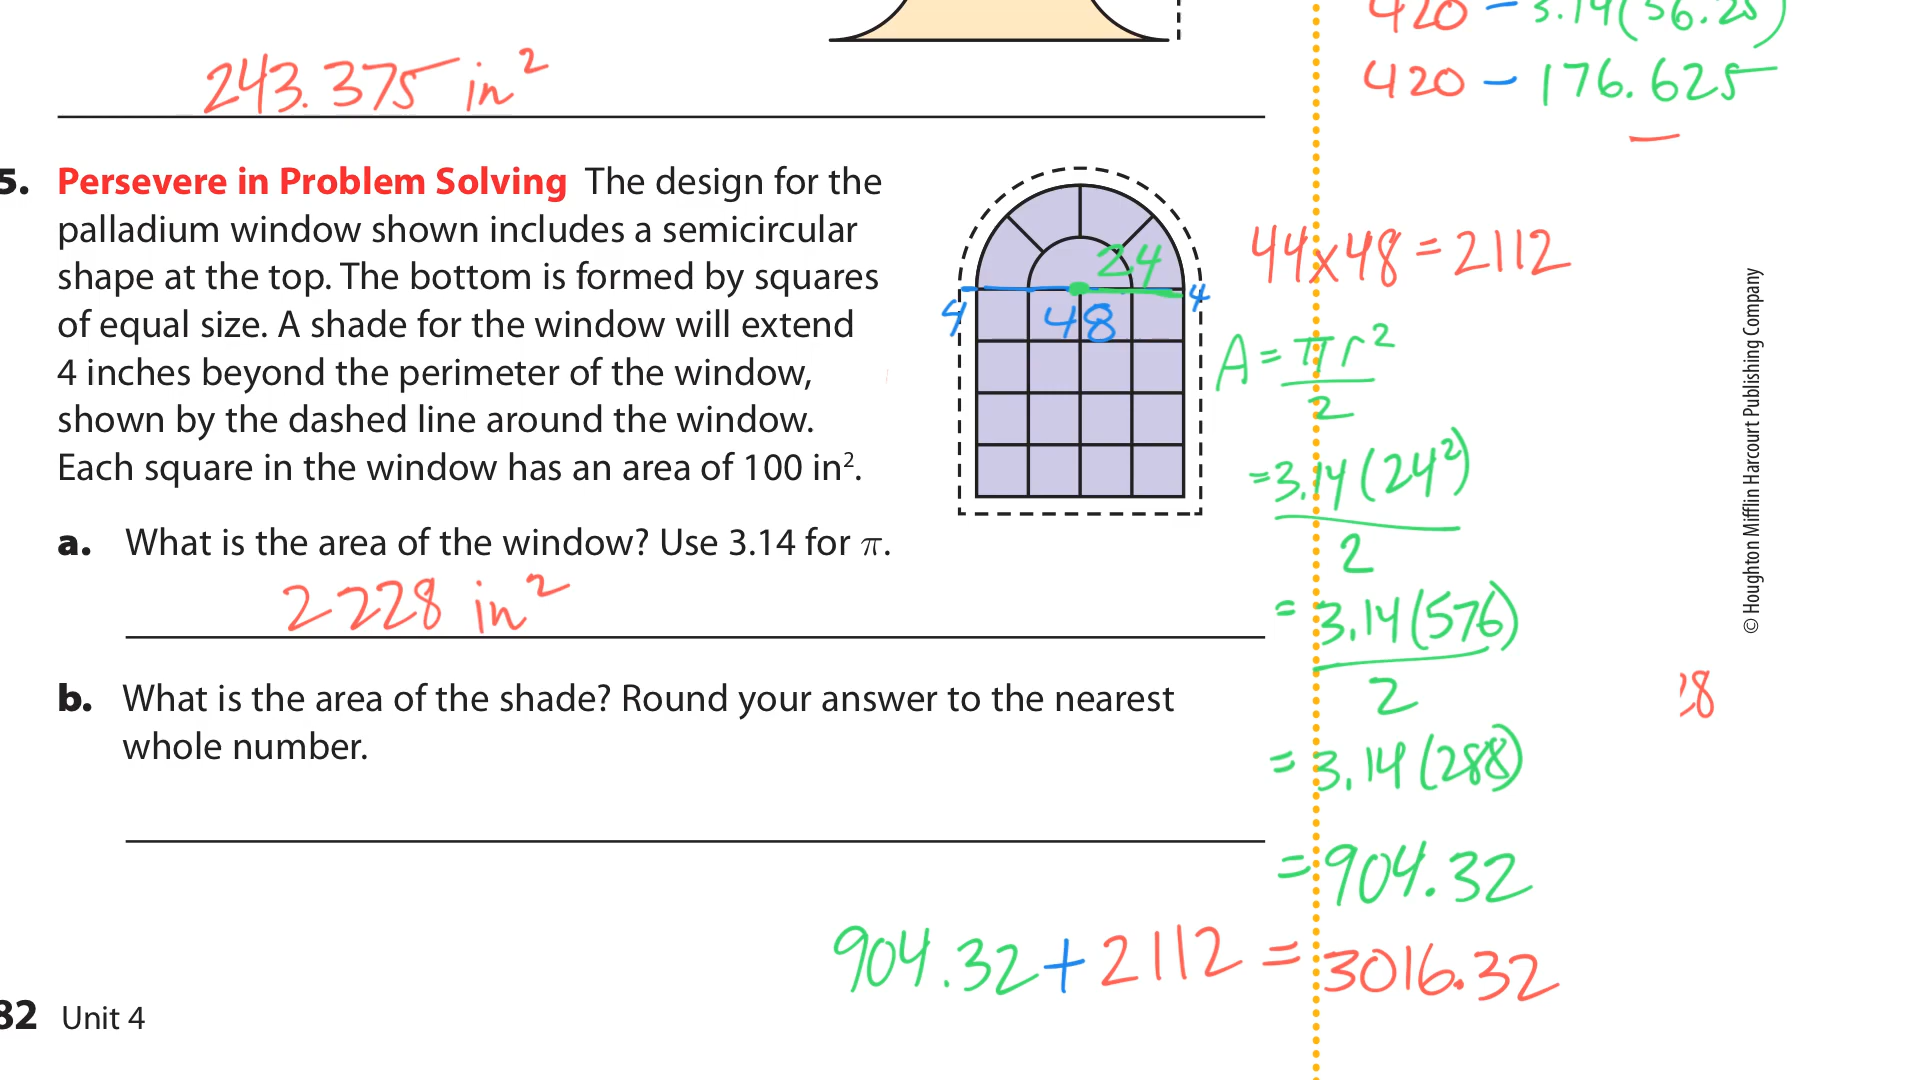 420 - 3.14(56.25)
243.375 in²
420 - 176.625
5. Persevere in Problem Solving The design for the
palladium window shown includes a semicircular
shape at the top. The bottom is formed by squares
of equal size. A shade for the window will extend
4 inches beyond the perimeter of the window,
shown by the dashed line around the window.
Each square in the window has an area of 100 in².
24
4
48
4
44x48=2112
A = πr²
2
=3.14(24²)
2
= 3.14(576)
2
= 3.14(288)
= 904.32
904.32+2112 = 3016.32
a. What is the area of the window? Use 3.14 for π.
2228 in²
b. What is the area of the shade? Round your answer to the nearest
whole number.
28
© Houghton Mifflin Harcourt Publishing Company
82 Unit 4